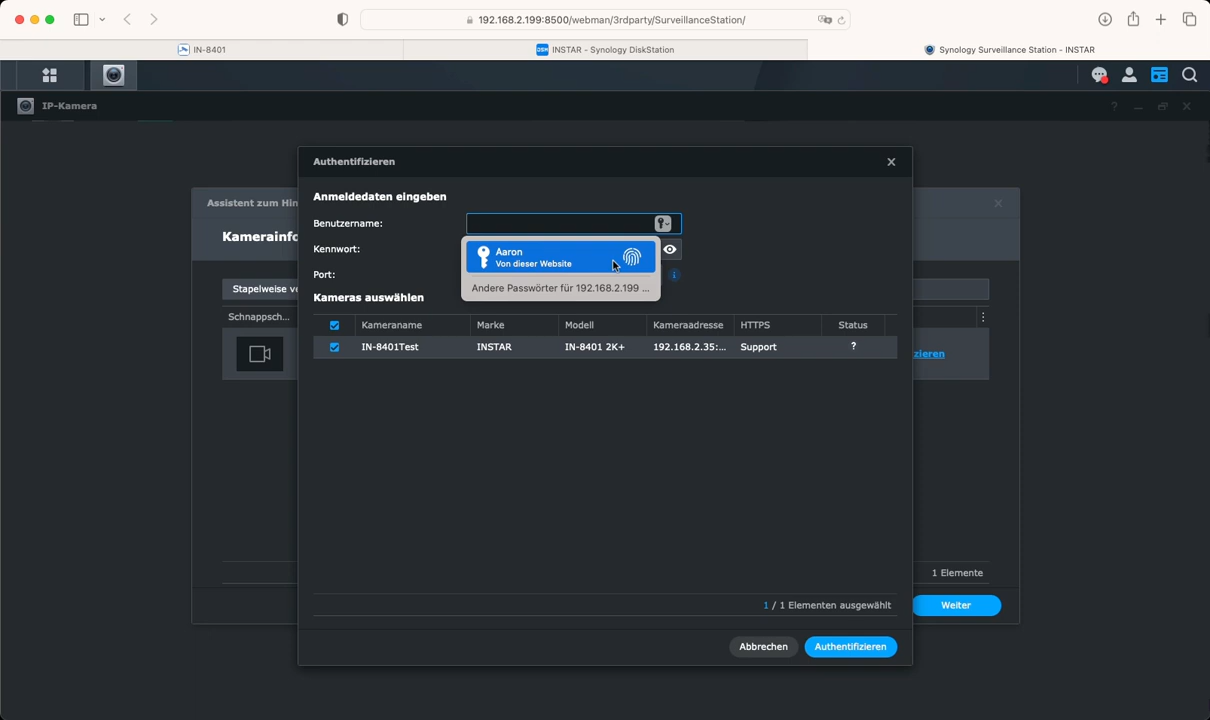 192.168.2.199:8500/webman/3rdparty/SurveillanceStation/
IN-8401
DSM INSTAR - Synology DiskStation
Synology Surveillance Station - INSTAR
IP-Kamera
?
Authentifizieren
Anmeldedaten eingeben
Assistent zum Hin
Benutzername:
Kamerainfo
Kennwort:
Aaron
Von dieser Website
Port:
i
Andere Passwörter für 192.168.2.199 ...
Stapelweise ve
Kameras auswählen
Schnappsch...
Kameraname Marke Modell Kameraadresse HTTPS Status
IN-8401Test INSTAR IN-8401 2K+ 192.168.2.35:... Support ?
zieren
1 Elemente
1 / 1 Elementen ausgewählt
Weiter
Abbrechen Authentifizieren